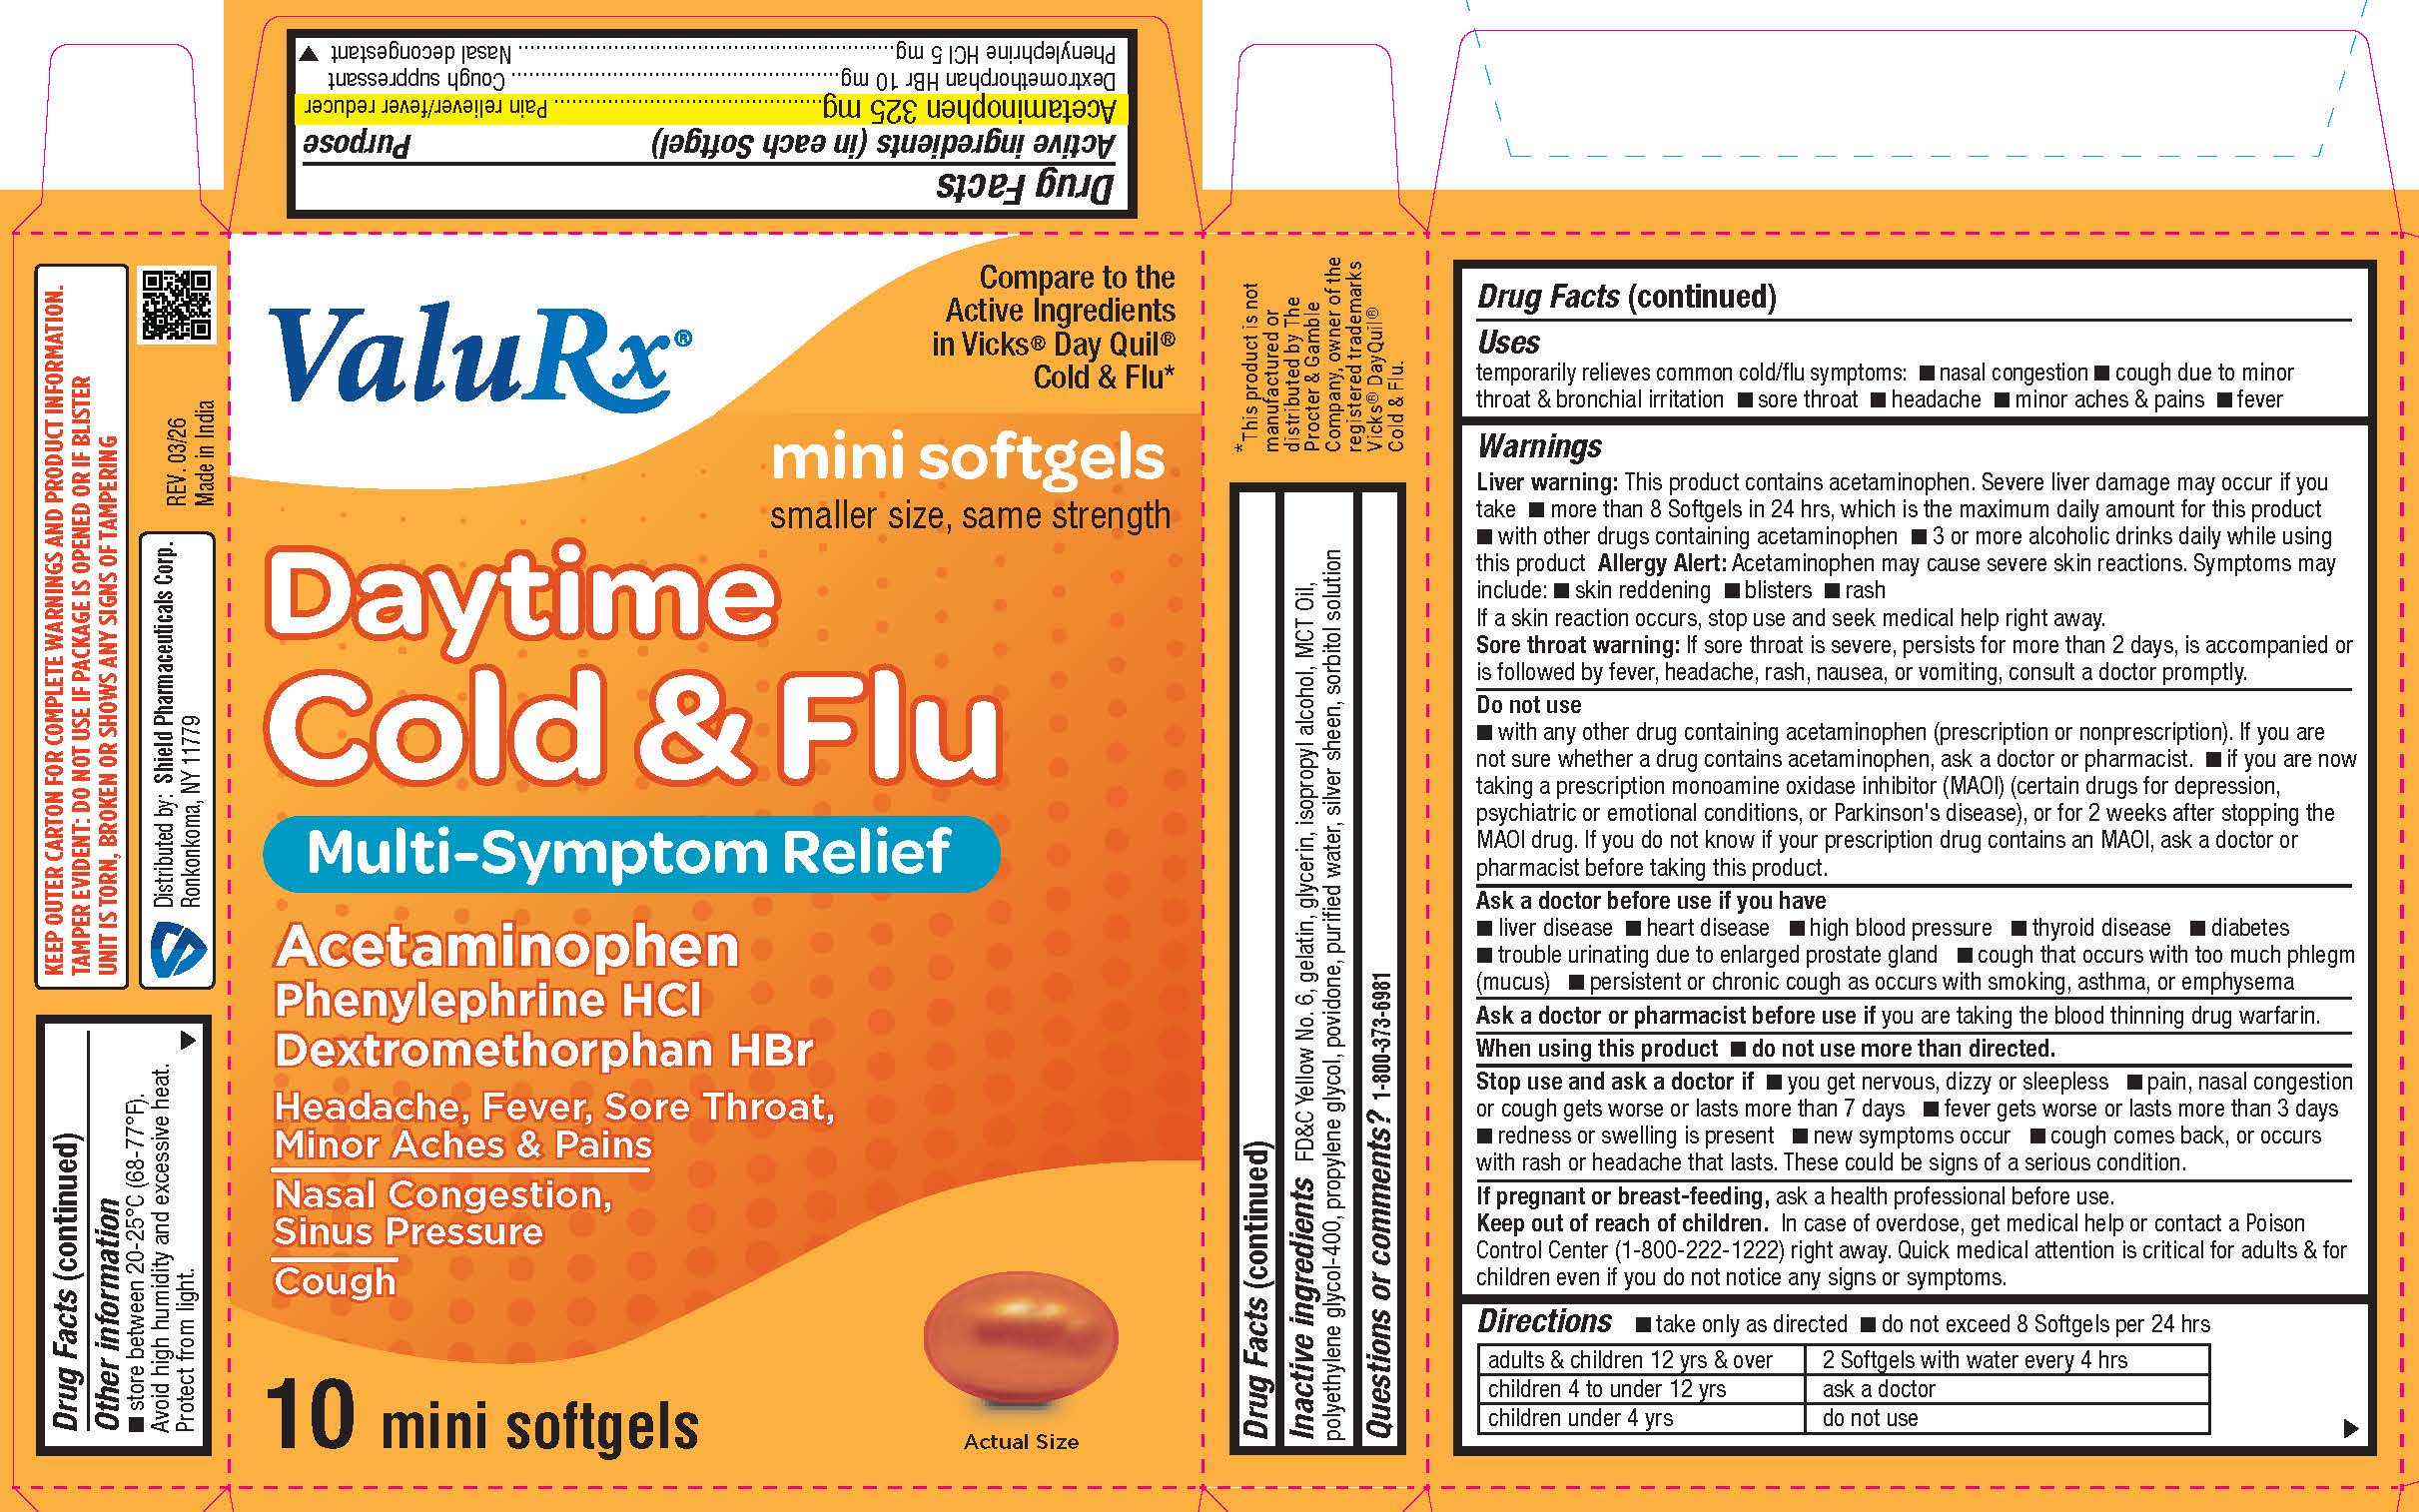 Drug Facts
Active ingredients (in each Softgel) Purpose
Acetaminophen 325 mg Pain reliever/fever reducer
Dextromethorphan HBr 10 mg Cough suppressant
Phenylephrine HCl 5 mg Nasal decongestant
KEEP OUTER CARTON FOR COMPLETE WARNINGS AND PRODUCT INFORMATION.
TAMPER EVIDENT: DO NOT USE IF PACKAGE IS OPENED OR IF BLISTER
UNIT IS TORN, BROKEN OR SHOWS ANY SIGNS OF TAMPERING
REV. 03/26
Made in India
Distributed by: Shield Pharmaceuticals Corp.
Ronkonkoma, NY 11779
Drug Facts (continued)
Other information
■ store between 20-25°C (68-77°F).
Avoid high humidity and excessive heat.
Protect from light.
ValuRx®
Compare to the
Active Ingredients
in Vicks® Day Quil®
Cold & Flu*
mini softgels
smaller size, same strength
Daytime
Cold & Flu
Multi-Symptom Relief
Acetaminophen
Phenylephrine HCl
Dextromethorphan HBr
Headache, Fever, Sore Throat,
Minor Aches & Pains
Nasal Congestion,
Sinus Pressure
Cough
10 mini softgels
Actual Size
*This product is not
manufactured or
distributed by The
Procter & Gamble
Company, owner of the
registered trademarks
Vicks® DayQuil®
Cold & Flu.
Drug Facts (continued)
Inactive ingredients FD&C Yellow No. 6, gelatin, glycerin, isopropyl alcohol, MCT Oil,
polyethylene glycol-400, propylene glycol, povidone, purified water, silver sheen, sorbitol solution
Questions or comments? 1-800-373-6981
Drug Facts (continued)
Uses
temporarily relieves common cold/flu symptoms: ■ nasal congestion ■ cough due to minor
throat & bronchial irritation ■ sore throat ■ headache ■ minor aches & pains ■ fever
Warnings
Liver warning: This product contains acetaminophen. Severe liver damage may occur if you
take ■ more than 8 Softgels in 24 hrs, which is the maximum daily amount for this product
■ with other drugs containing acetaminophen ■ 3 or more alcoholic drinks daily while using
this product Allergy Alert: Acetaminophen may cause severe skin reactions. Symptoms may
include: ■ skin reddening ■ blisters ■ rash
If a skin reaction occurs, stop use and seek medical help right away.
Sore throat warning: If sore throat is severe, persists for more than 2 days, is accompanied or
is followed by fever, headache, rash, nausea, or vomiting, consult a doctor promptly.
Do not use
■ with any other drug containing acetaminophen (prescription or nonprescription). If you are
not sure whether a drug contains acetaminophen, ask a doctor or pharmacist. ■ if you are now
taking a prescription monoamine oxidase inhibitor (MAOI) (certain drugs for depression,
psychiatric or emotional conditions, or Parkinson's disease), or for 2 weeks after stopping the
MAOI drug. If you do not know if your prescription drug contains an MAOI, ask a doctor or
pharmacist before taking this product.
Ask a doctor before use if you have
■ liver disease ■ heart disease ■ high blood pressure ■ thyroid disease ■ diabetes
■ trouble urinating due to enlarged prostate gland ■ cough that occurs with too much phlegm
(mucus) ■ persistent or chronic cough as occurs with smoking, asthma, or emphysema
Ask a doctor or pharmacist before use if you are taking the blood thinning drug warfarin.
When using this product ■ do not use more than directed.
Stop use and ask a doctor if ■ you get nervous, dizzy or sleepless ■ pain, nasal congestion
or cough gets worse or lasts more than 7 days ■ fever gets worse or lasts more than 3 days
■ redness or swelling is present ■ new symptoms occur ■ cough comes back, or occurs
with rash or headache that lasts. These could be signs of a serious condition.
If pregnant or breast-feeding, ask a health professional before use.
Keep out of reach of children. In case of overdose, get medical help or contact a Poison
Control Center (1-800-222-1222) right away. Quick medical attention is critical for adults & for
children even if you do not notice any signs or symptoms.
Directions ■ take only as directed ■ do not exceed 8 Softgels per 24 hrs
adults & children 12 yrs & over 2 Softgels with water every 4 hrs
children 4 to under 12 yrs ask a doctor
children under 4 yrs do not use